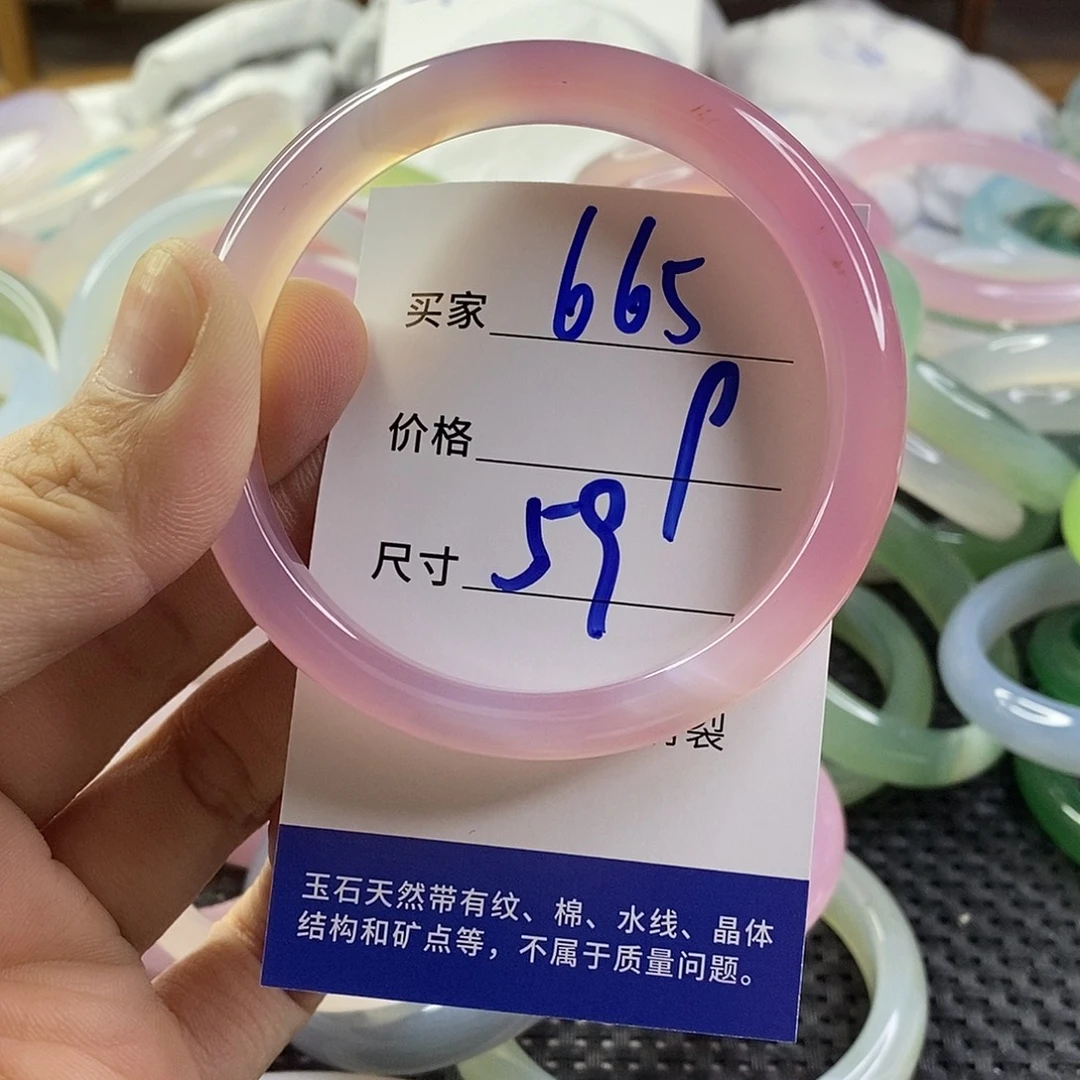 买家 665
价格
尺寸 59
裂
玉石天然带有纹、棉、水线、晶体
结构和矿点等，不属于质量问题。